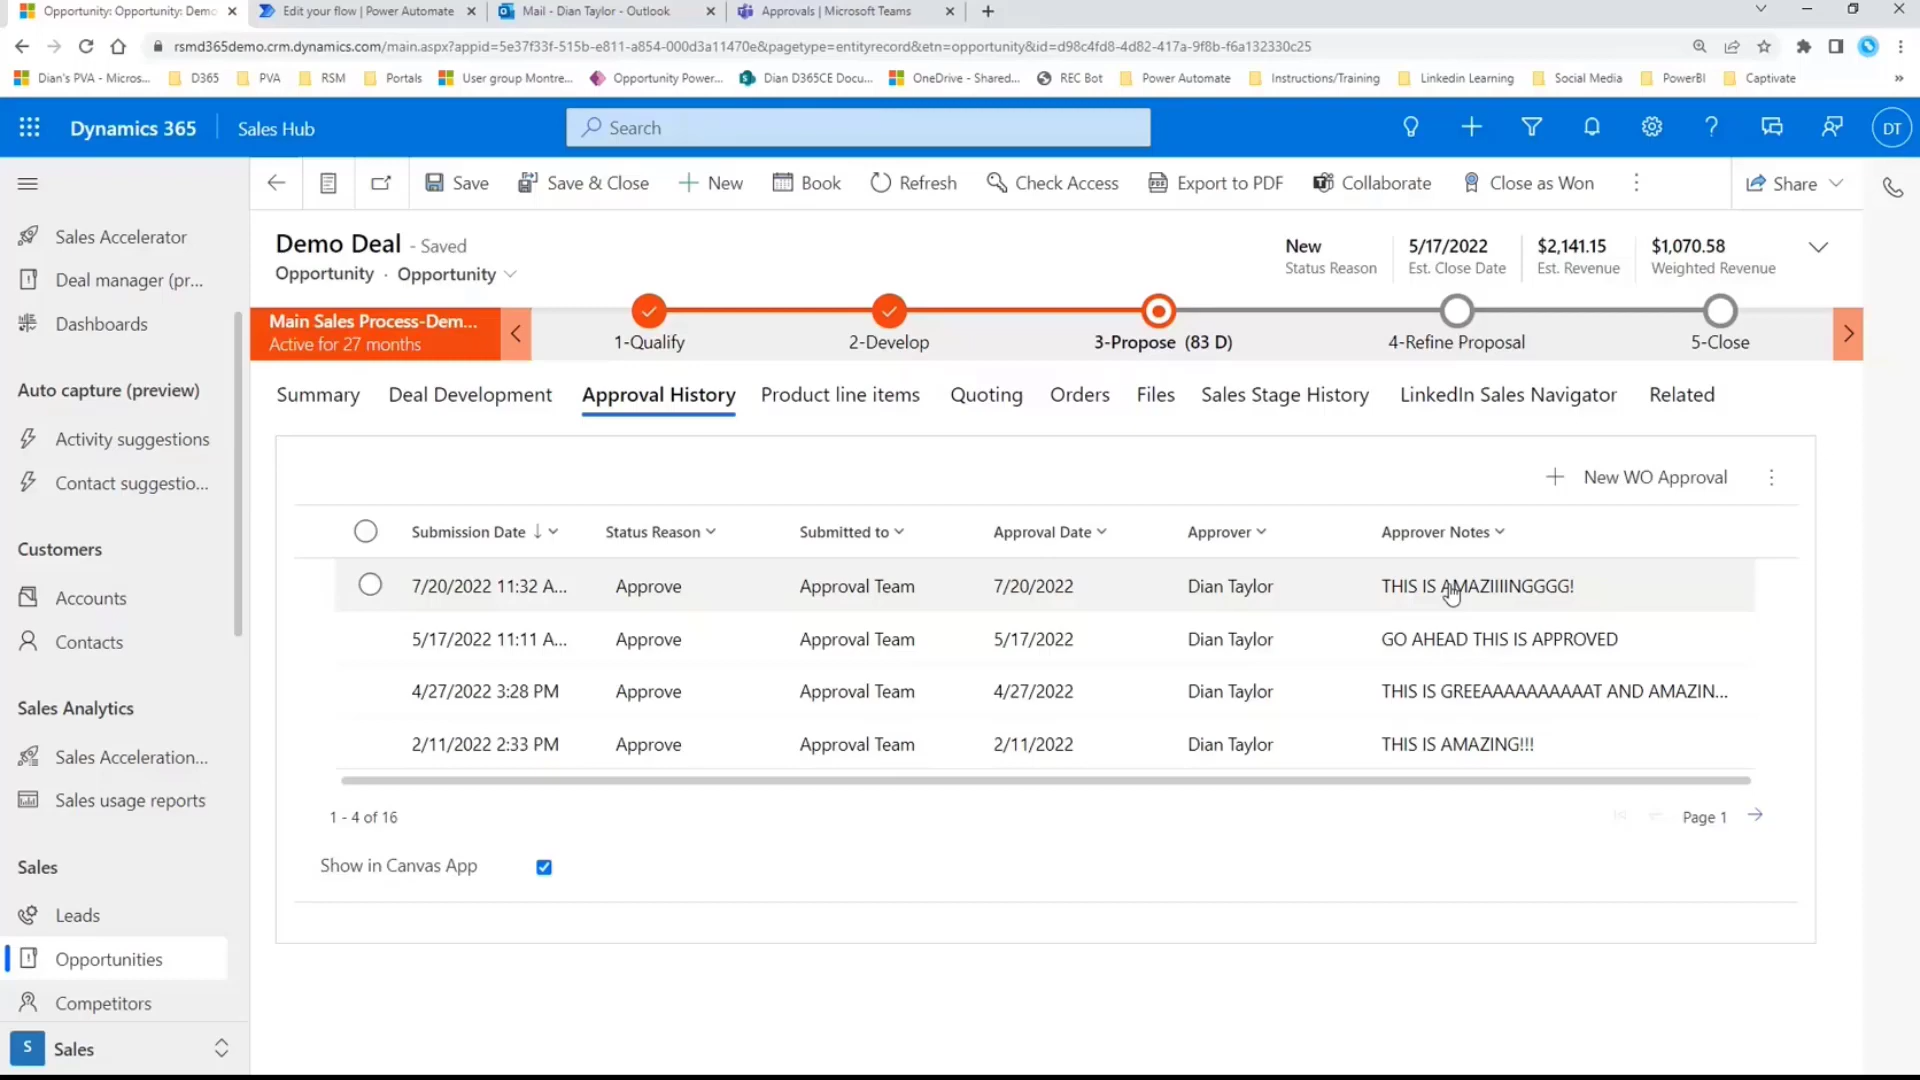 Opportunity: Opportunity: Demo
Edit your flow | Power Automate
Mail - Dian Taylor - Outlook
Approvals | Microsoft Teams
rsmd365demo.crm.dynamics.com/main.aspx?appid=5e37f33f-515b-e811-a854-000d3a11470e&pagetype=entityrecord&etn=opportunity&id=d98c4fd8-4d82-417a-9f8b-f6a132330c25
Dian's PVA - Micros...
D365
PVA
RSM
Portals
User group Montre...
Opportunity Power...
Dian D365CE Docu...
OneDrive - Shared...
REC Bot
Power Automate
Instructions/Training
Linkedin Learning
Social Media
PowerBI
Captivate
Dynamics 365
Sales Hub
Search
DT
Save
Save & Close
New
Book
Refresh
Check Access
Export to PDF
Collaborate
Close as Won
Share
Sales Accelerator
Deal manager (pr...
Dashboards
Auto capture (preview)
Activity suggestions
Contact suggestio...
Customers
Accounts
Contacts
Sales Analytics
Sales Acceleration...
Sales usage reports
Sales
Leads
Opportunities
Competitors
S Sales
Demo Deal - Saved
Opportunity · Opportunity
New
Status Reason
5/17/2022
Est. Close Date
$2,141.15
Est. Revenue
$1,070.58
Weighted Revenue
Main Sales Process-Dem...
Active for 27 months
1-Qualify
2-Develop
3-Propose (83 D)
4-Refine Proposal
5-Close
Summary
Deal Development
Approval History
Product line items
Quoting
Orders
Files
Sales Stage History
LinkedIn Sales Navigator
Related
New WO Approval
Submission Date Status Reason Submitted to Approval Date Approver Approver Notes
7/20/2022 11:32 A... Approve Approval Team 7/20/2022 Dian Taylor THIS IS AMAZIIIINGGGG!
5/17/2022 11:11 A... Approve Approval Team 5/17/2022 Dian Taylor GO AHEAD THIS IS APPROVED
4/27/2022 3:28 PM Approve Approval Team 4/27/2022 Dian Taylor THIS IS GREEAAAAAAAAAAT AND AMAZIN...
2/11/2022 2:33 PM Approve Approval Team 2/11/2022 Dian Taylor THIS IS AMAZING!!!
1 - 4 of 16
Page 1
Show in Canvas App